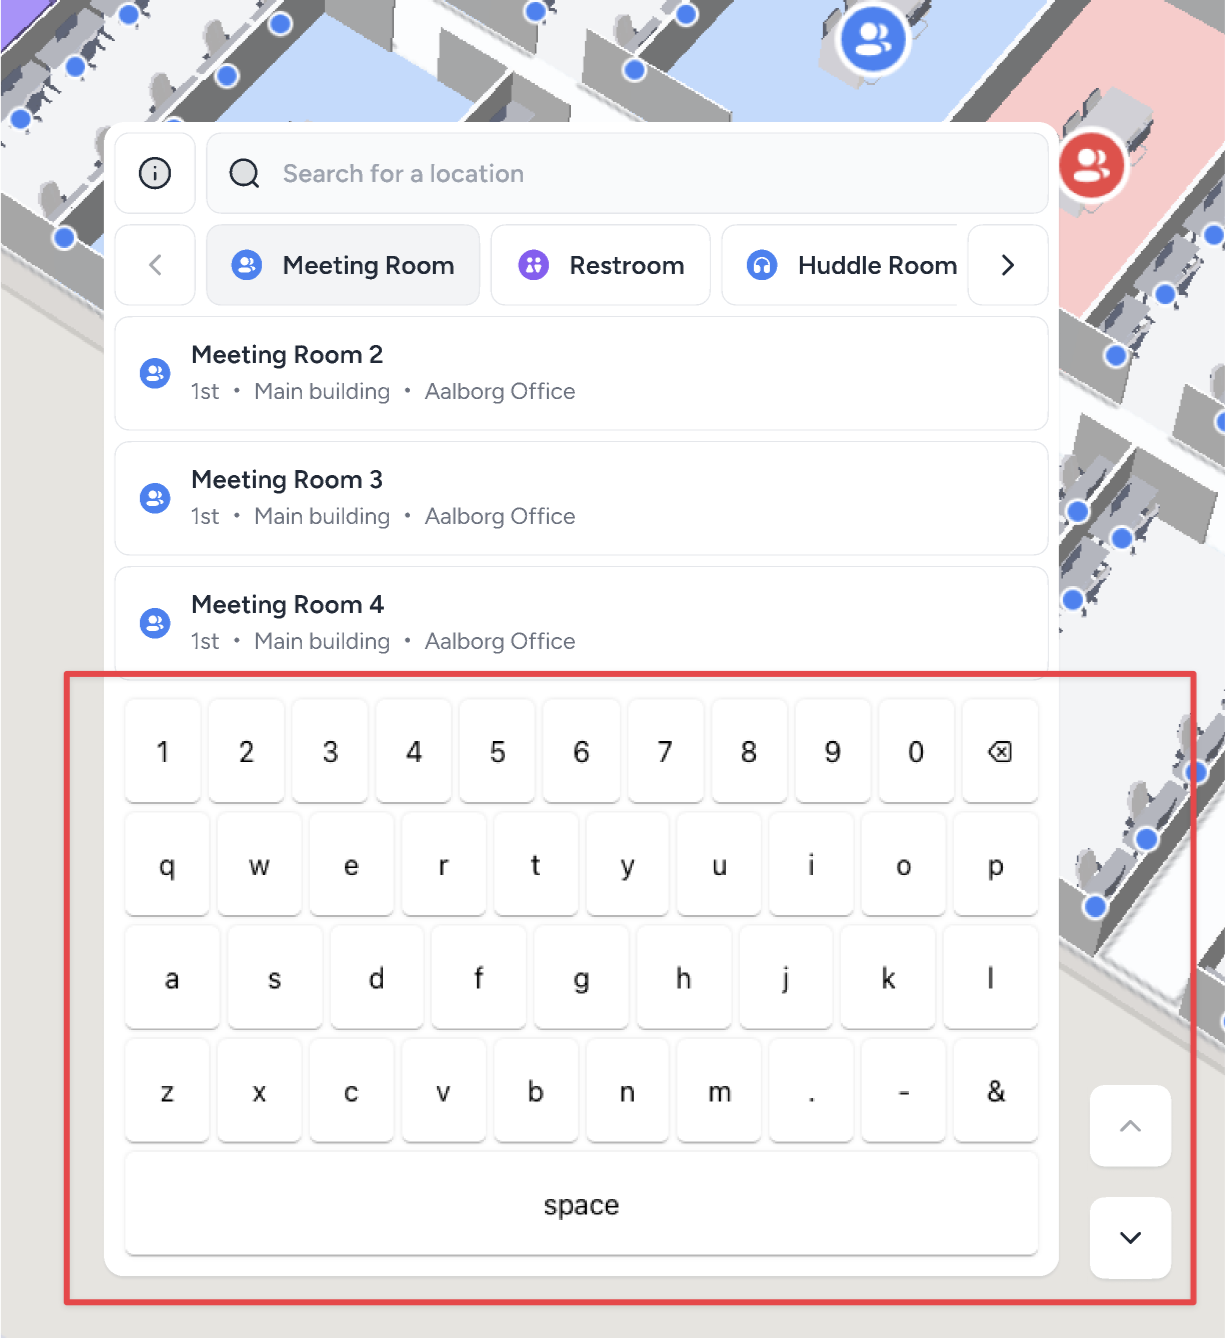 Search for a location
Meeting Room Restroom Huddle Room
Meeting Room 2
1st • Main building • Aalborg Office
Meeting Room 3
1st • Main building • Aalborg Office
Meeting Room 4
1st • Main building • Aalborg Office
1 2 3 4 5 6 7 8 9 0
q w e r t y u i o p
a s d f g h j k l
z x c v b n m . - &
space